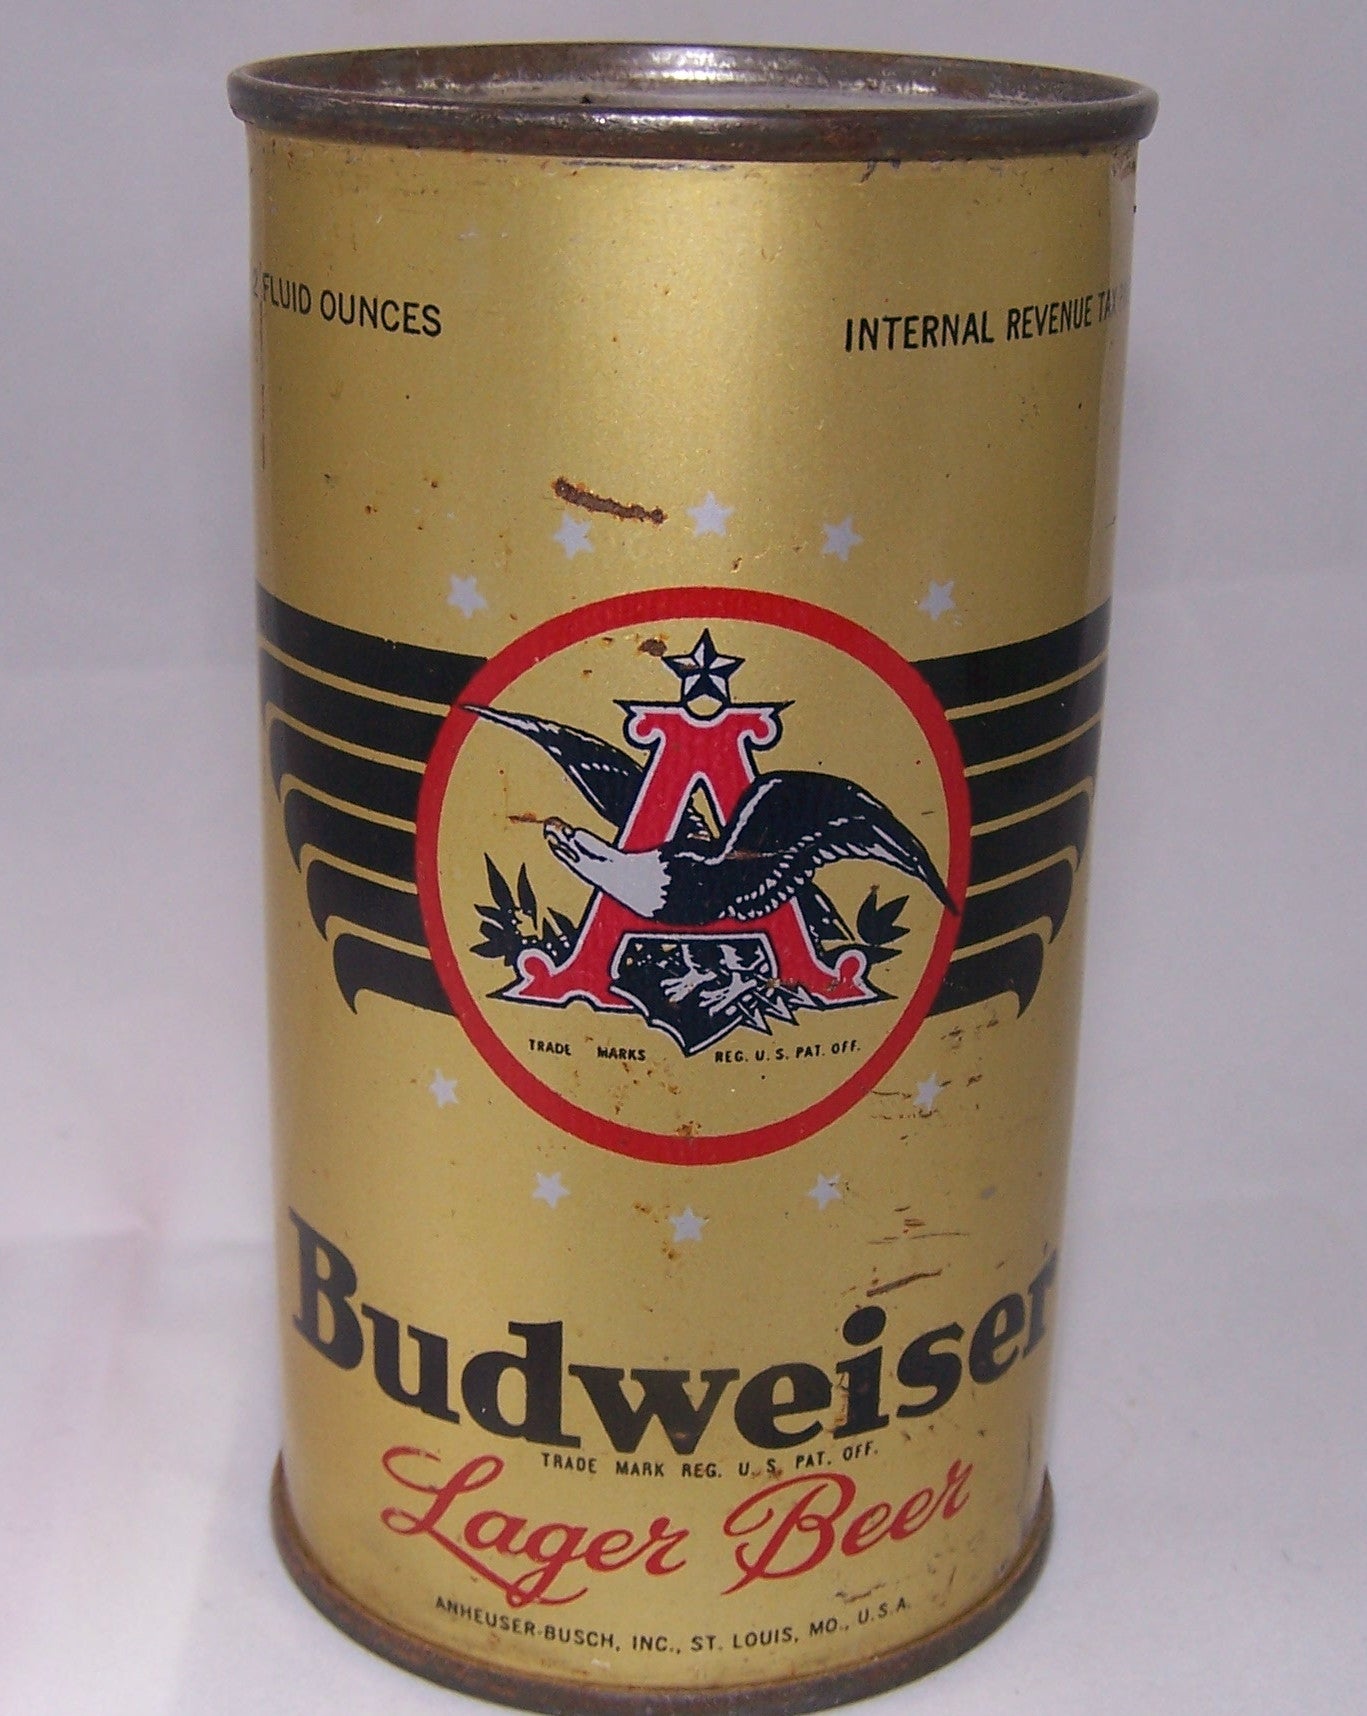 FLUID OUNCES
INTERNAL REVENUE TAX
A
TRADE MARKS REG. U. S. PAT. OFF.
Budweiser
TRADE MARK REG. U. S. PAT. OFF.
Lager Beer
ANHEUSER-BUSCH, INC., ST. LOUIS, MO., U.S.A.